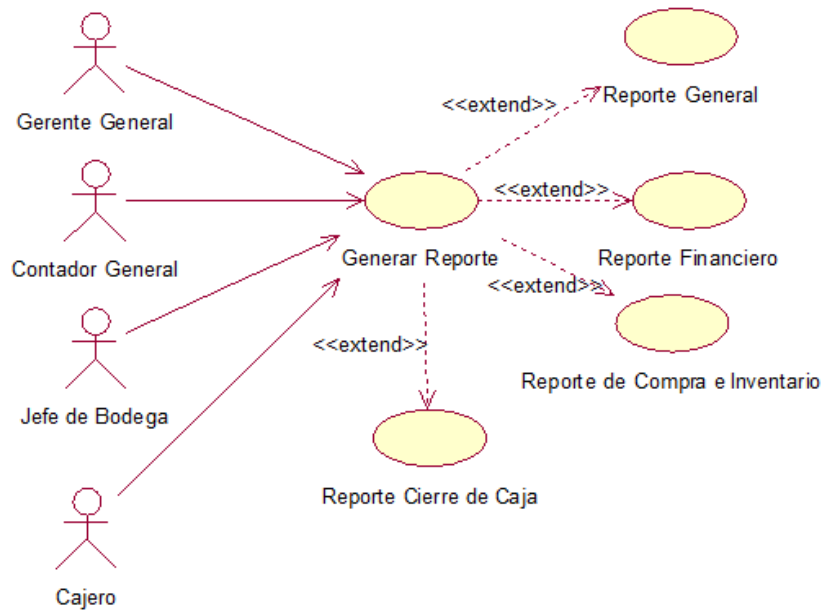 Gerente General
<<extend>>
Reporte General
Contador General
Generar Reporte
<<extend>>
Reporte Financiero
<<extend>>
Jefe de Bodega
<<extend>>
Reporte de Compra e Inventario
Reporte Cierre de Caja
Cajero